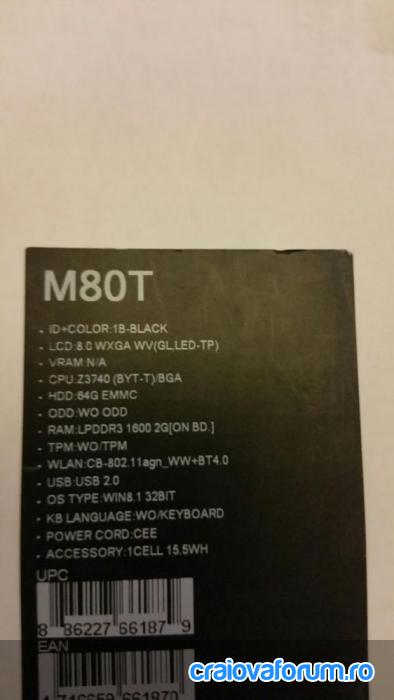 M80T
- ID+COLOR:1B-BLACK
- LCD:8.0 WXGA WV(GL,LED-TP)
- VRAM:N/A
- CPU:Z3740 (BYT-T)/BGA
- HDD:64G EMMC
- ODD:WO ODD
- RAM:LPDDR3 1600 2G[ON BD.]
- TPM:WO/TPM
- WLAN:CB-802.11agn_WW+BT4.0
- USB:USB 2.0
- OS TYPE:WIN8.1 32BIT
- KB LANGUAGE:WO/KEYBOARD
- POWER CORD:CEE
- ACCESSORY:1CELL 15.5WH
UPC
8 86227 66187 9
EAN
4 716659 661870
craiovaforum.ro